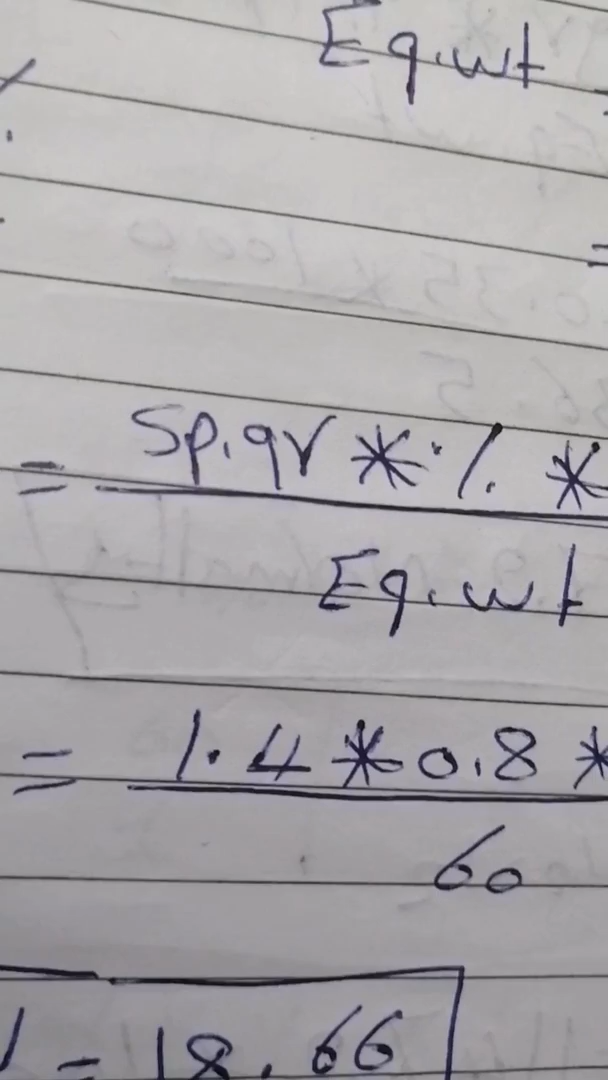 Eq.wt =
=
= Sp.gr * % *
Eq.wt
= 1.4 * 0.8 *
60
= 18.66